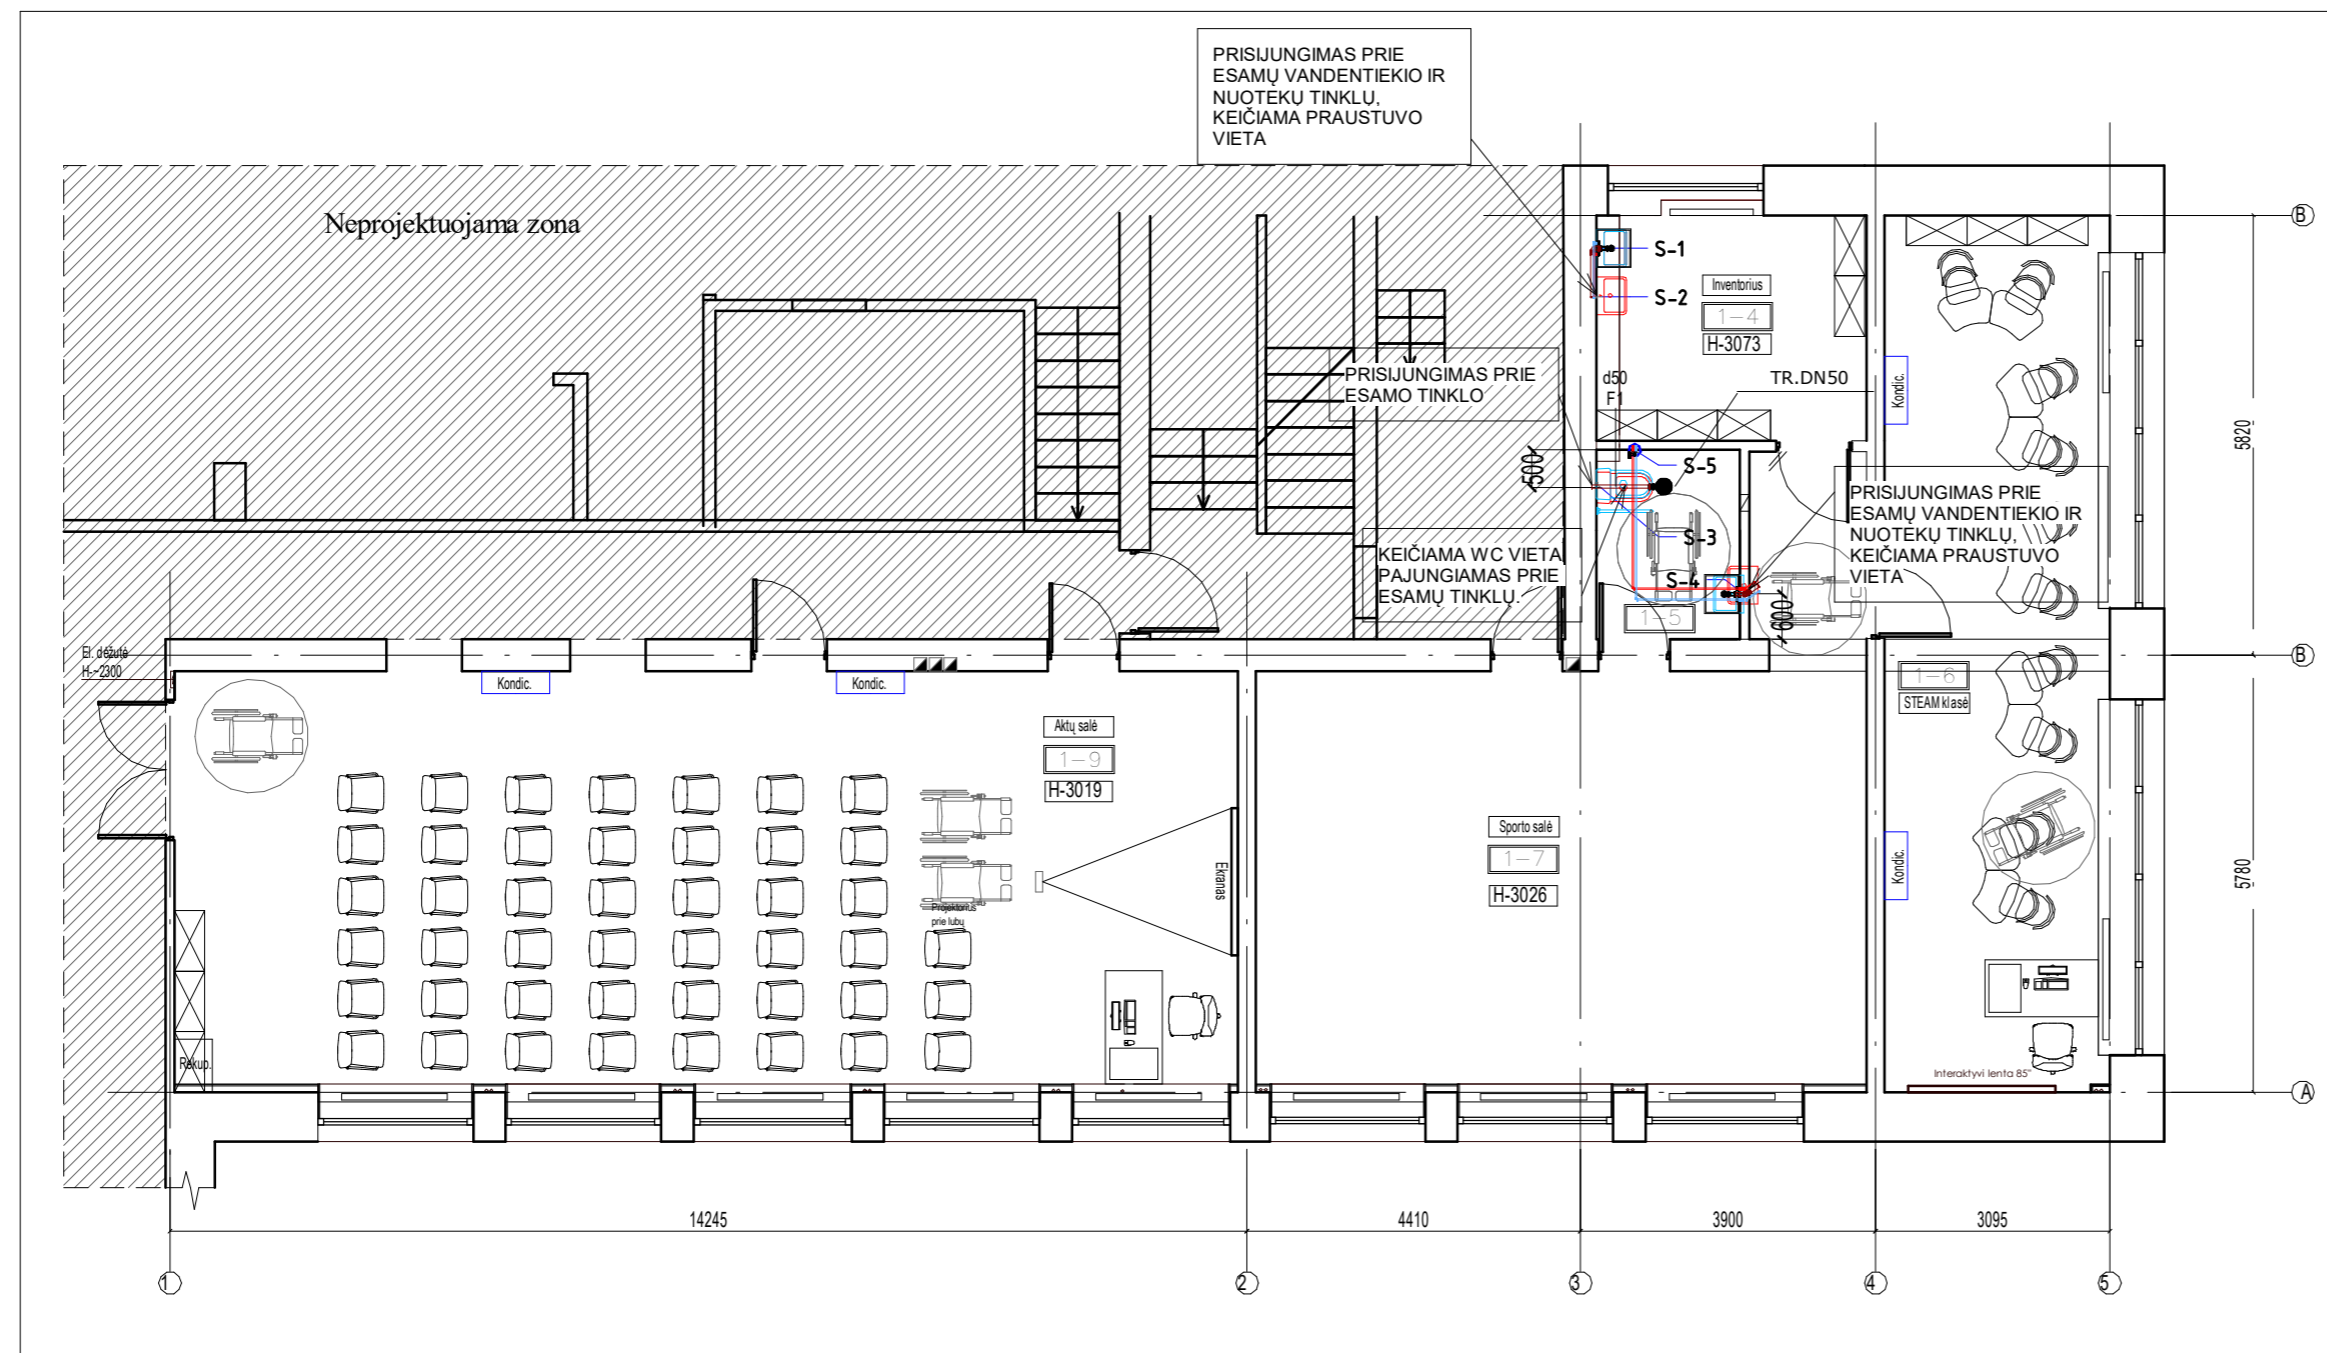 PRISIJUNGIMAS PRIE
ESAMŲ VANDENTIEKIO IR
NUOTEKŲ TINKLŲ,
KEIČIAMA PRAUSTUVO
VIETA
Neprojektuojama zona
B
S-1
S-2
Inventorius
1-4
H-3073
PRISIJUNGIMAS PRIE
ESAMO TINKLO
d50
F1
TR.DN50
Kondic.
5820
500
S-5
PRISIJUNGIMAS PRIE
ESAMŲ VANDENTIEKIO IR
NUOTEKŲ TINKLŲ,
KEIČIAMA PRAUSTUVO
VIETA
S-3
KEIČIAMA WC VIETA
PAJUNGIAMAS PRIE
ESAMŲ TINKLŲ.
S-4
600
1-5
El. dėžutė
H-~2300
B
Kondic.
Kondic.
1-6
STEAM klasė
Aktų salė
1-9
H-3019
Sporto salė
1-7
H-3026
Ekranas
Kondic.
5780
Projektorius
prie lubų
Rekup.
Interaktyvi lenta 85"
A
14245
4410
3900
3095
1
2
3
4
5